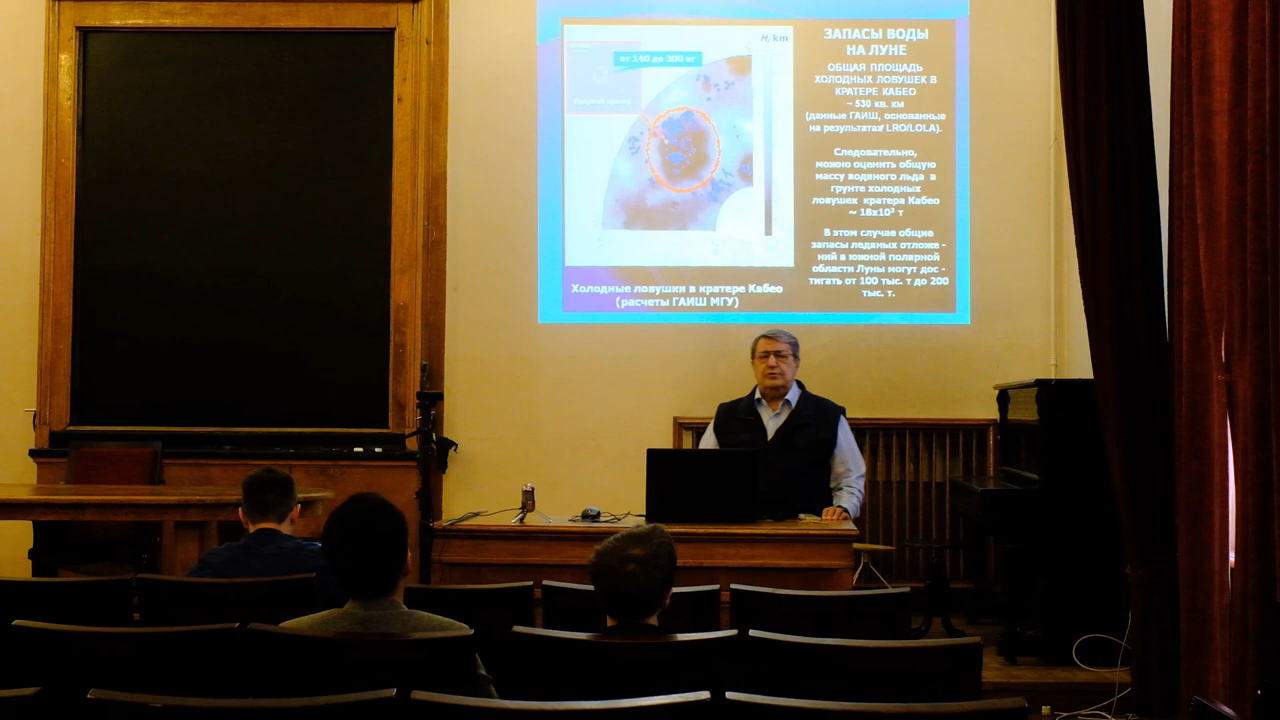 H, km
от 140 до 300 кг
Холодные ловушки в кратере Кабео
(расчеты ГАИШ МГУ)
ЗАПАСЫ ВОДЫ
НА ЛУНЕ
ОБЩАЯ ПЛОЩАДЬ
ХОЛОДНЫХ ЛОВУШЕК В
КРАТЕРЕ КАБЕО
~ 530 кв. км
(данные ГАИШ, основанные
на результатах LRO/LOLA).
Следовательно,
можно оценить общую
массу водяного льда в
грунте холодных
ловушек кратера Кабео
~ 18х10³ т
В этом случае общие
запасы ледяных отложе -
ний в южной полярной
области Луны могут дос -
тигать от 100 тыс. т до 200
тыс. т.